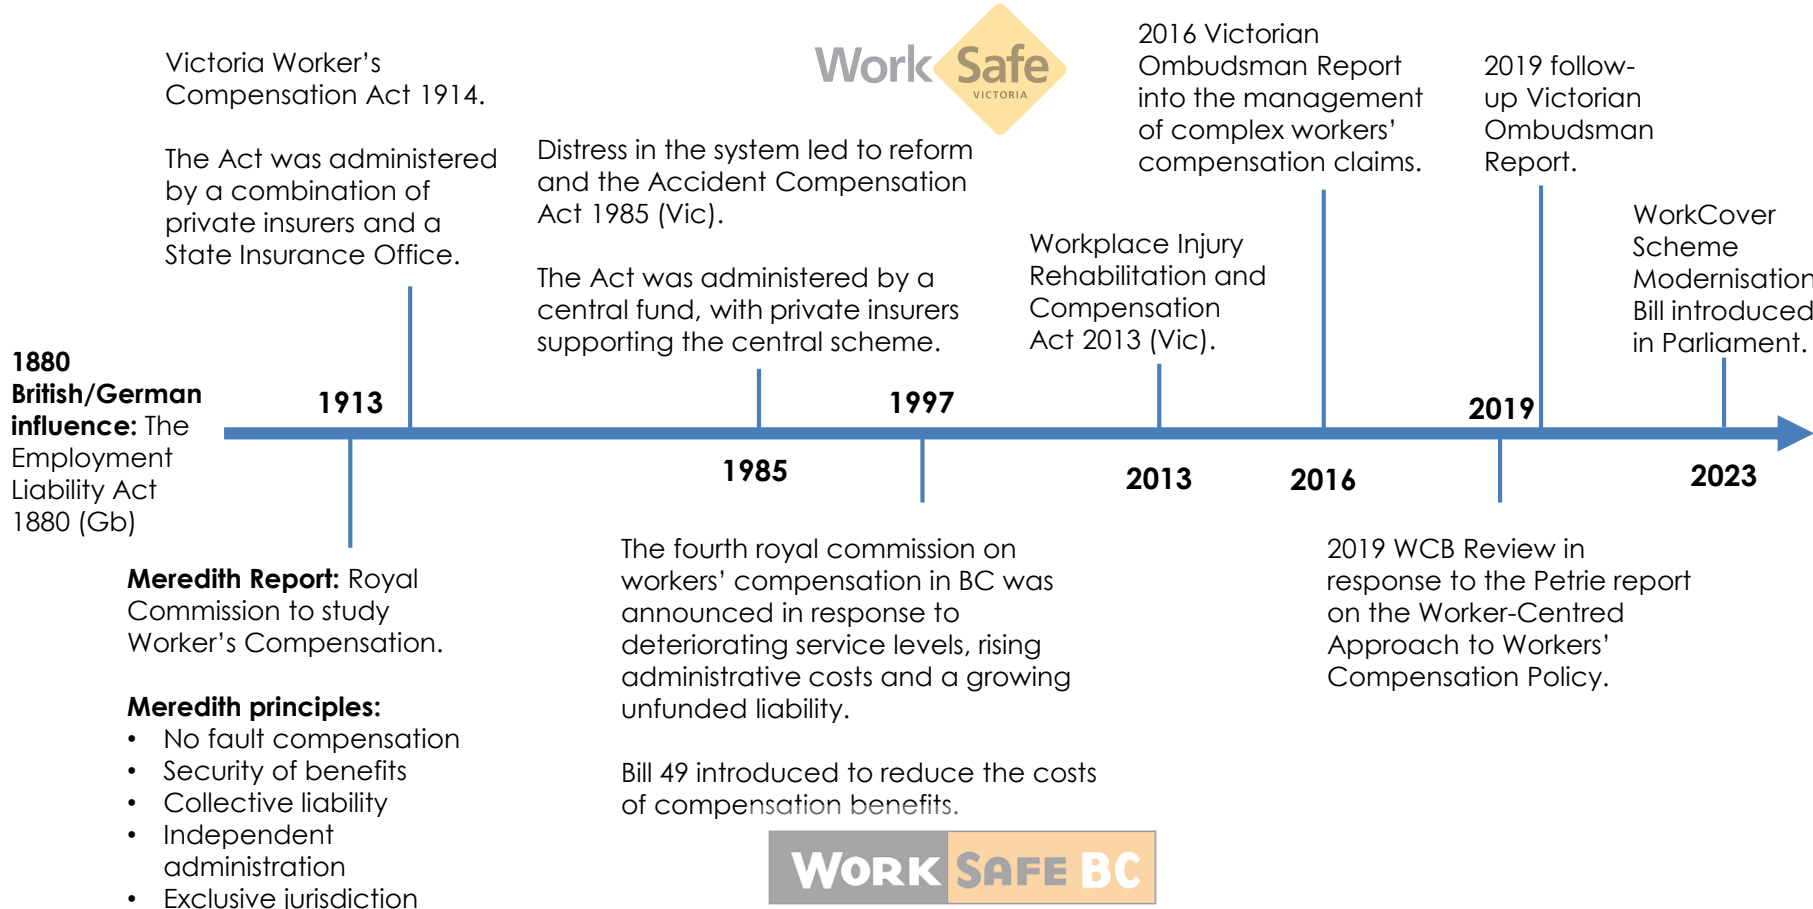 Victoria Worker's
Compensation Act 1914.
The Act was administered
by a combination of
private insurers and a
State Insurance Office.
Work Safe
VICTORIA
Distress in the system led to reform
and the Accident Compensation
Act 1985 (Vic).
The Act was administered by a
central fund, with private insurers
supporting the central scheme.
Workplace Injury
Rehabilitation and
Compensation
Act 2013 (Vic).
2016 Victorian
Ombudsman Report
into the management
of complex workers'
compensation claims.
2019 follow-
up Victorian
Ombudsman
Report.
WorkCover
Scheme
Modernisation
Bill introduced
in Parliament.
1880
British/German
influence: The
Employment
Liability Act
1880 (Gb)
1913
1985
1997
2013
2016
2019
2023
Meredith Report: Royal
Commission to study
Worker's Compensation.
Meredith principles:
• No fault compensation
• Security of benefits
• Collective liability
• Independent
administration
• Exclusive jurisdiction
The fourth royal commission on
workers' compensation in BC was
announced in response to
deteriorating service levels, rising
administrative costs and a growing
unfunded liability.
Bill 49 introduced to reduce the costs
of compensation benefits.
2019 WCB Review in
response to the Petrie report
on the Worker-Centred
Approach to Workers'
Compensation Policy.
WORK SAFE BC